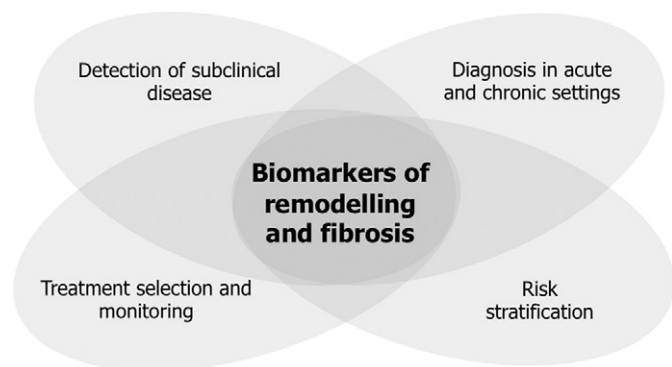 Detection of subclinical
disease
Diagnosis in acute
and chronic settings
Biomarkers of
remodelling
and fibrosis
Treatment selection and
monitoring
Risk
stratification